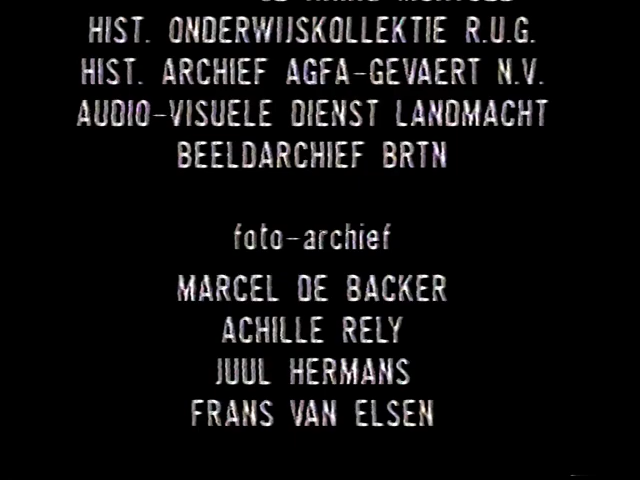 HIST. ONDERWIJSKOLLEKTIE R.U.G.
HIST. ARCHIEF AGFA-GEVAERT N.V.
AUDIO-VISUELE DIENST LANDMACHT
BEELDARCHIEF BRTN
foto-archief
MARCEL DE BACKER
ACHILLE RELY
JUUL HERMANS
FRANS VAN ELSEN